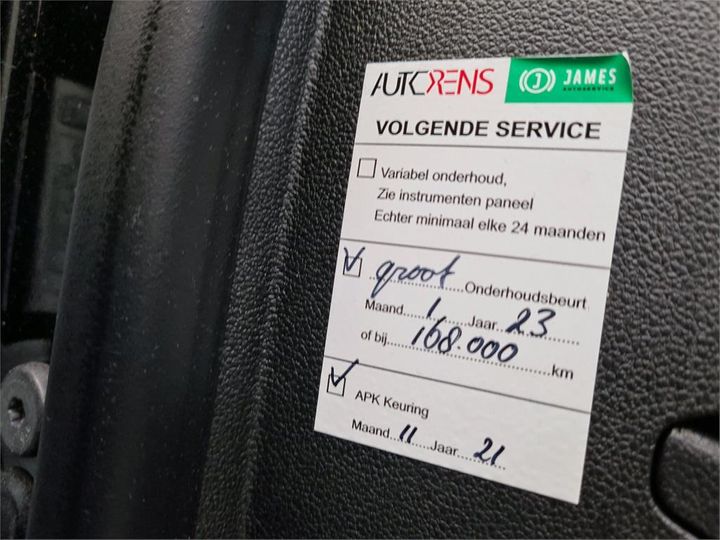 AUTORENS J JAMES
AUTOSERVICE
VOLGENDE SERVICE
Variabel onderhoud,
Zie instrumenten paneel
Echter minimaal elke 24 maanden
groot Onderhoudsbeurt
Maand 1 Jaar 23
of bij 168.000 km
APK Keuring
Maand 11 Jaar 21